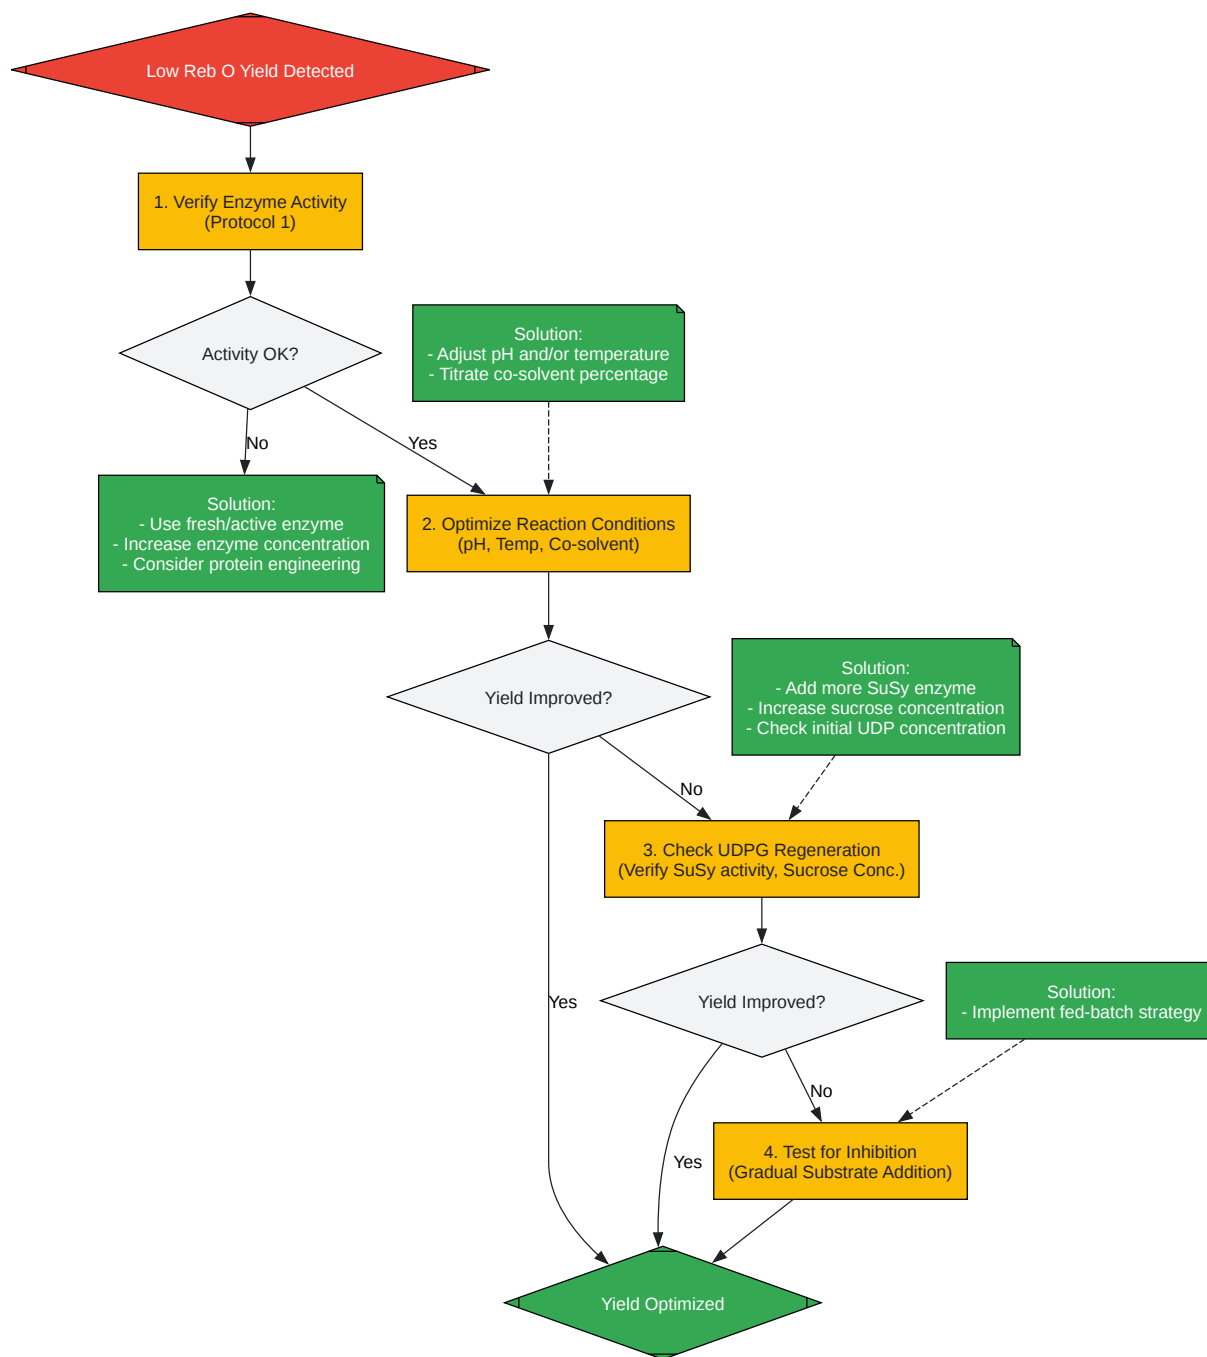 Low Reb O Yield Detected
1. Verify Enzyme Activity
(Protocol 1)
Activity OK?
Solution:
- Adjust pH and/or temperature
- Titrate co-solvent percentage
No
Yes
Solution:
- Use fresh/active enzyme
- Increase enzyme concentration
- Consider protein engineering
2. Optimize Reaction Conditions
(pH, Temp, Co-solvent)
Yield Improved?
Solution:
- Add more SuSy enzyme
- Increase sucrose concentration
- Check initial UDP concentration
No
3. Check UDPG Regeneration
(Verify SuSy activity, Sucrose Conc.)
Yes
Yield Improved?
Solution:
- Implement fed-batch strategy
No
4. Test for Inhibition
(Gradual Substrate Addition)
Yes
Yield Optimized